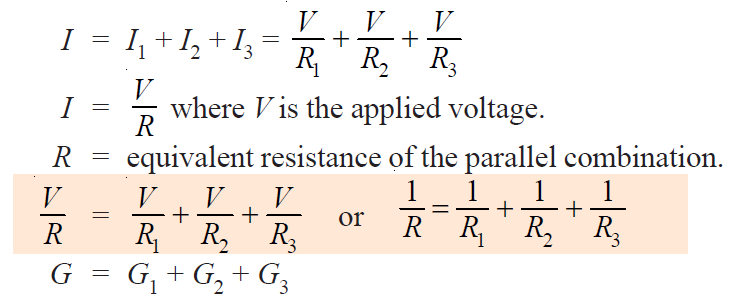 I = I₁ + I₂ + I₃ = V/R₁ + V/R₂ + V/R₃
I = V/R where V is the applied voltage.
R = equivalent resistance of the parallel combination.
V/R = V/R₁ + V/R₂ + V/R₃ or 1/R = 1/R₁ + 1/R₂ + 1/R₃
G = G₁ + G₂ + G₃